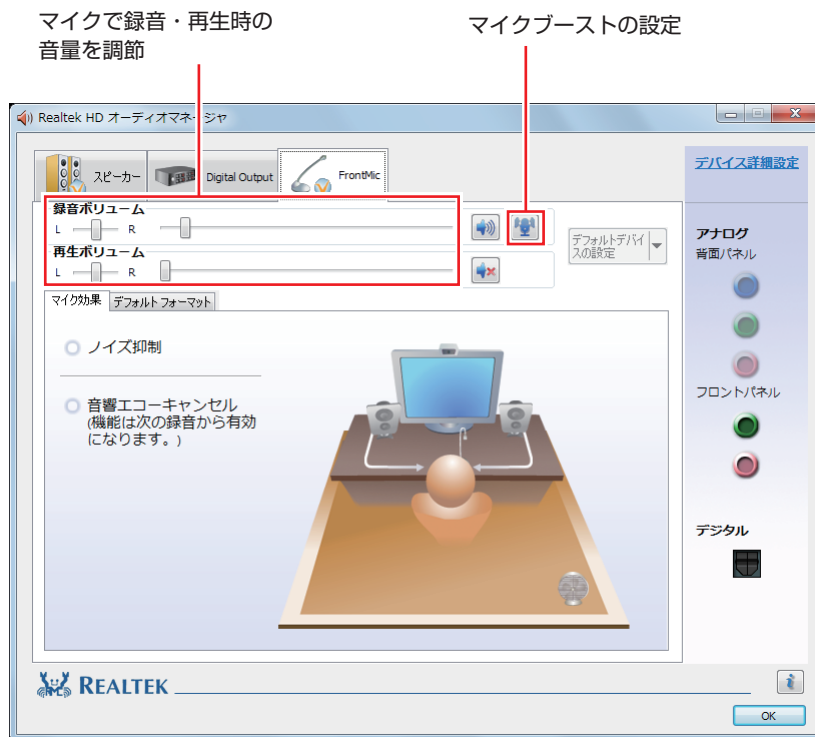 マイクで録音・再生時の
音量を調節
マイクブーストの設定
Realtek HD オーディオマネージャ
スピーカー
Digital Output
FrontMic
デバイス詳細設定
録音ボリューム
L R
デフォルトデバイ
スの設定
再生ボリューム
L R
マイク効果 デフォルト フォーマット
ノイズ抑制
音響エコーキャンセル
(機能は次の録音から有効
になります。)
アナログ
背面パネル
フロントパネル
デジタル
REALTEK
i
OK